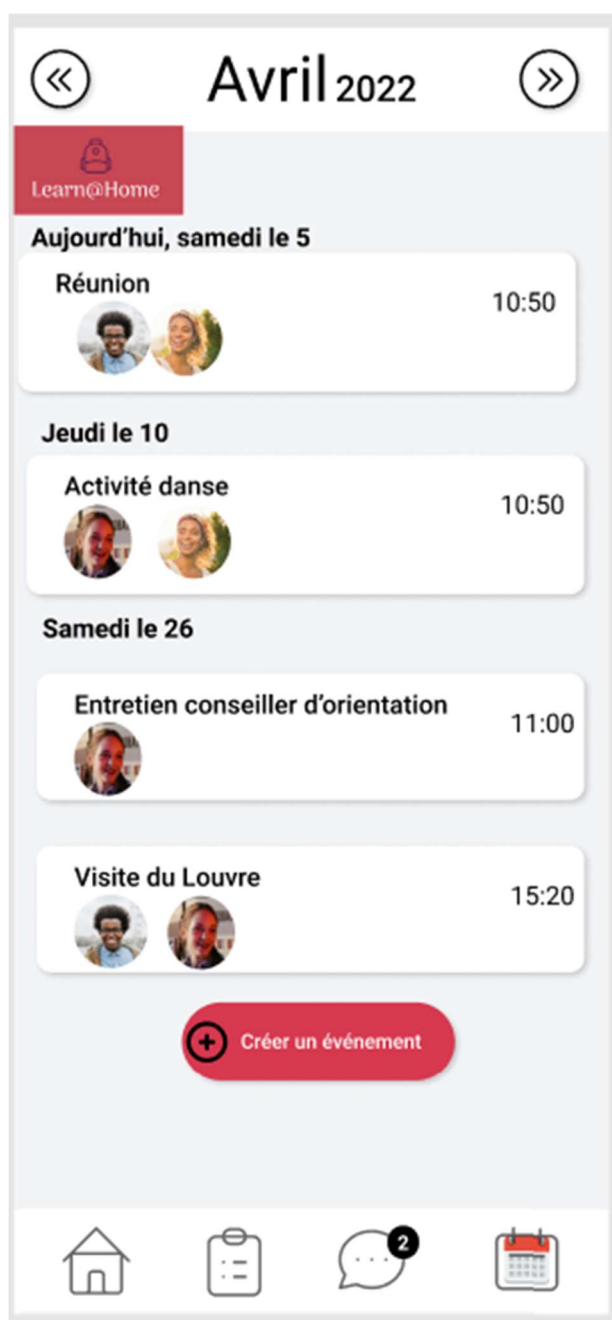 Avril 2022
Learn@Home
Aujourd’hui, samedi le 5
Réunion
10:50
Jeudi le 10
Activité danse
10:50
Samedi le 26
Entretien conseiller d’orientation
11:00
Visite du Louvre
15:20
Créer un événement
2